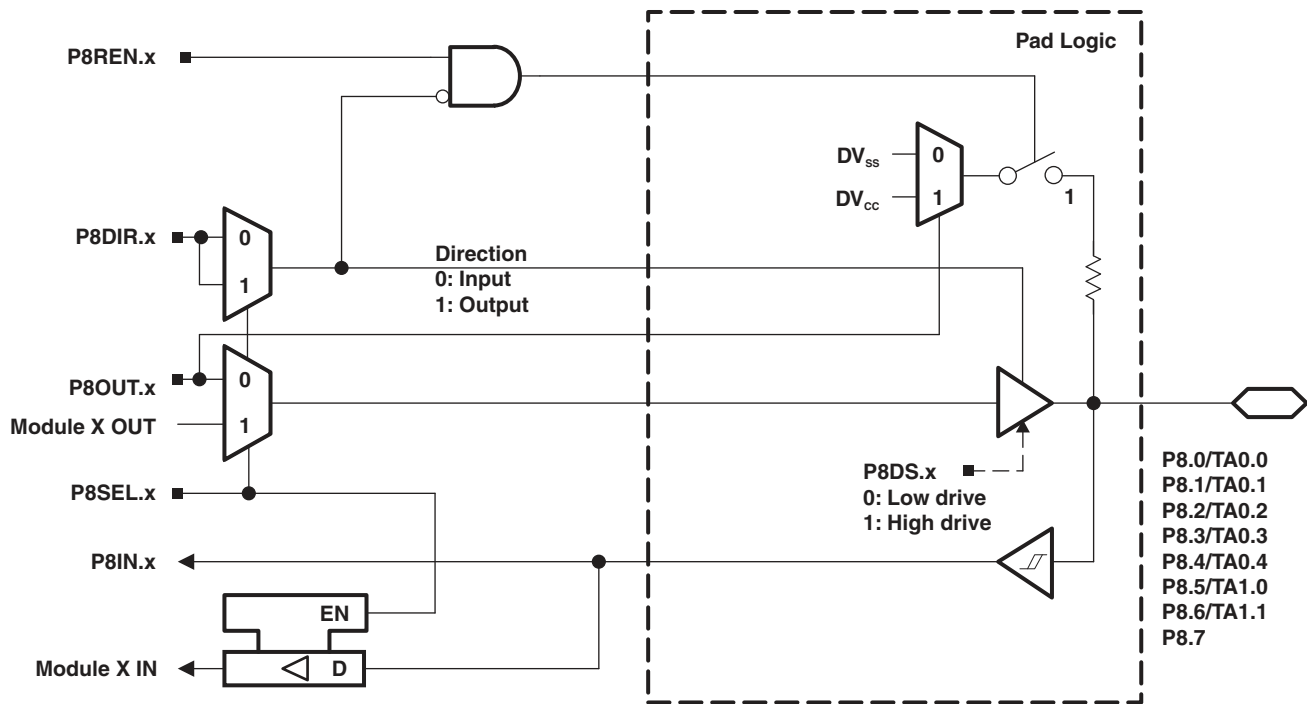 Pad Logic
P8REN.x
DVSS
0
DVCC
1
1
P8DIR.x
0
1
Direction
0: Input
1: Output
P8OUT.x
0
Module X OUT
1
P8SEL.x
P8DS.x
0: Low drive
1: High drive
P8.0/TA0.0
P8.1/TA0.1
P8.2/TA0.2
P8.3/TA0.3
P8.4/TA0.4
P8.5/TA1.0
P8.6/TA1.1
P8.7
P8IN.x
EN
Module X IN
D